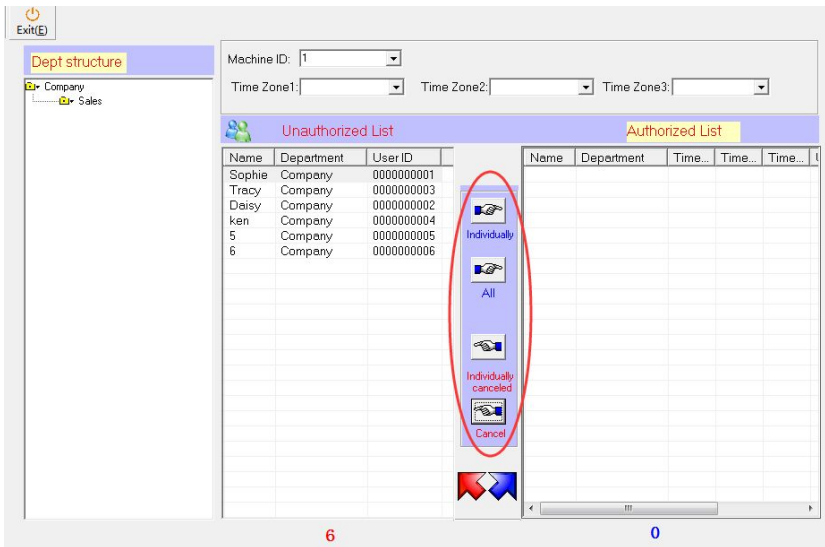 Exit(E)
Dept structure
Company
Sales
Machine ID: 1
Time Zone1: Time Zone2: Time Zone3:
Unauthorized List
Authorized List
Name Department User ID
Sophie Company 0000000001
Tracy Company 0000000003
Daisy Company 0000000002
ken Company 0000000004
5 Company 0000000005
6 Company 0000000006
Individually
All
Individually
canceled
Cancel
Name Department Time... Time... Time...
6
0